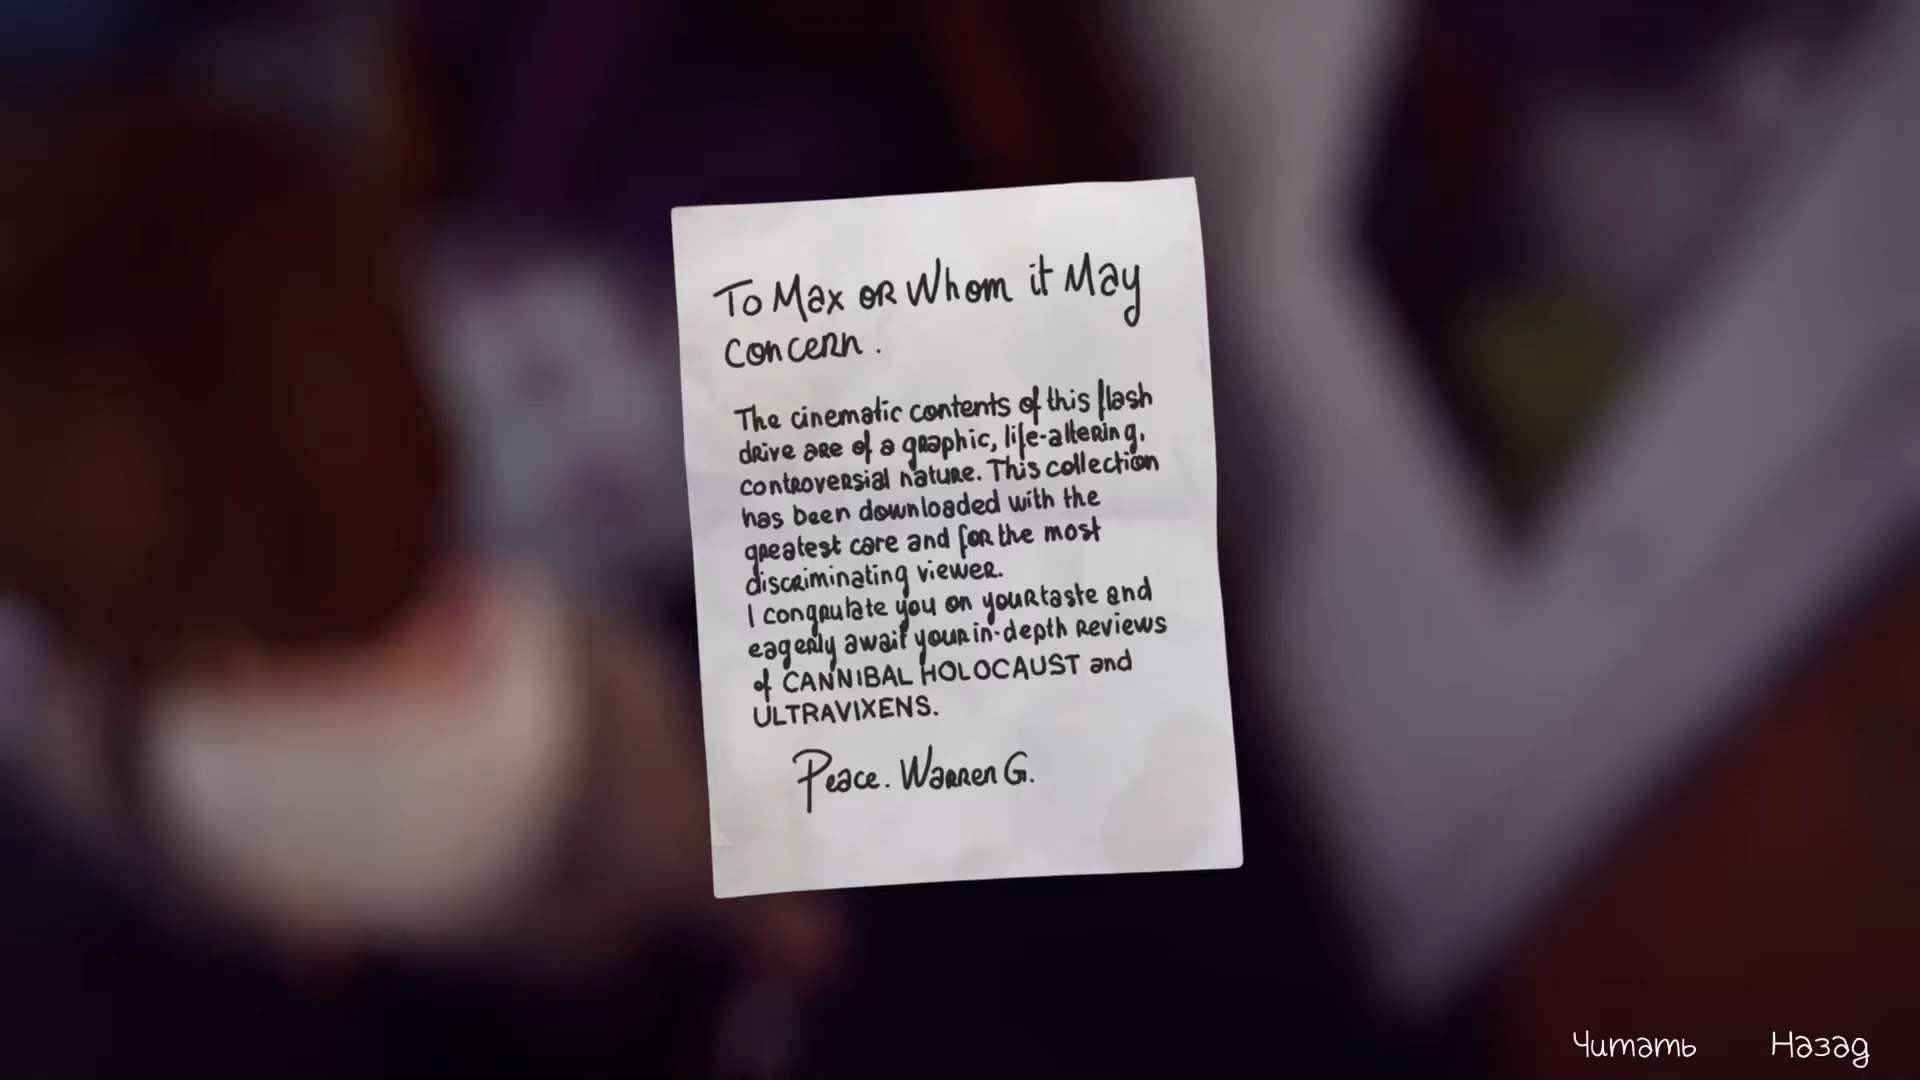 To Max or Whom it May
concern.
The cinematic contents of this flash
drive are of a graphic, life-altering,
controversial nature. This collection
has been downloaded with the
greatest care and for the most
discriminating viewer.
I congrulate you on your taste and
eagerly await your in-depth reviews
of CANNIBAL HOLOCAUST and
ULTRAVIXENS.
Peace. Warren G.
Читать Назад